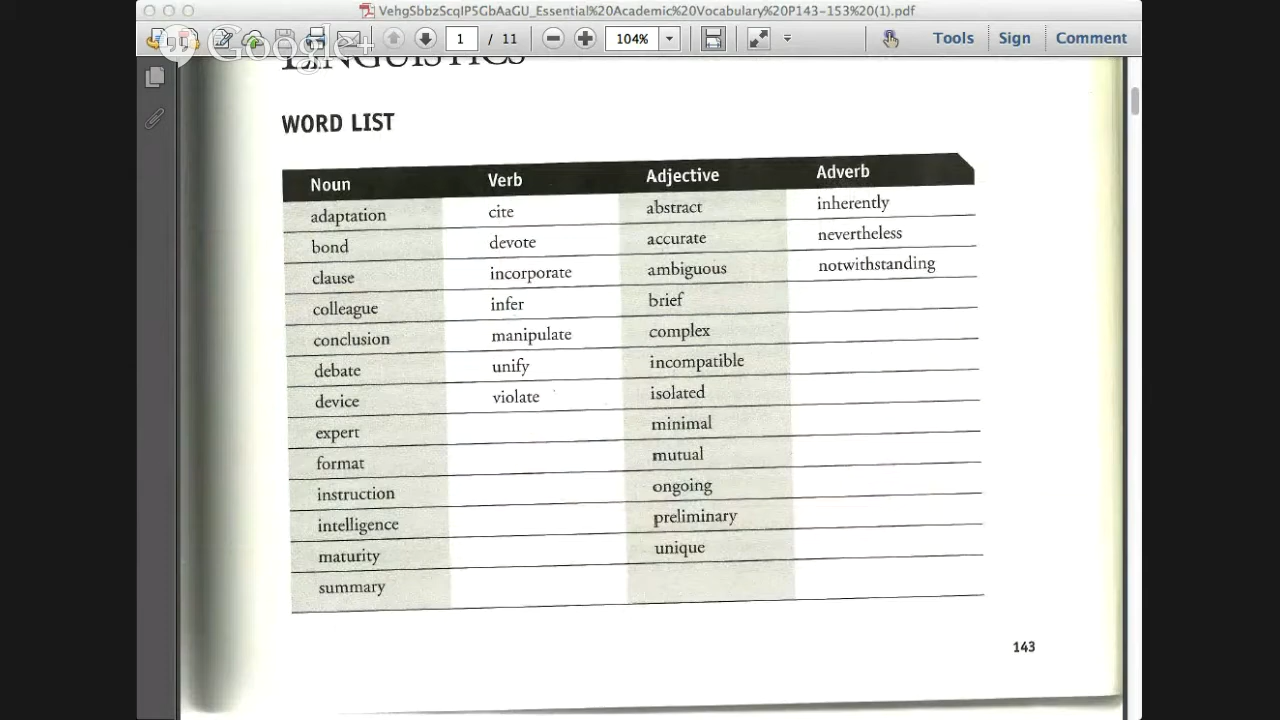 VehgSbbzScqIP5GbAaGU_Essential%20Academic%20Vocabulary%20P143-153%20(1).pdf
1 / 11 104% Tools Sign Comment
Google+
LINGUISTICS
WORD LIST
Noun Verb Adjective Adverb
adaptation cite abstract inherently
bond devote accurate nevertheless
clause incorporate ambiguous notwithstanding
colleague infer brief
conclusion manipulate complex
debate unify incompatible
device violate isolated
expert minimal
format mutual
instruction ongoing
intelligence preliminary
maturity unique
summary
143